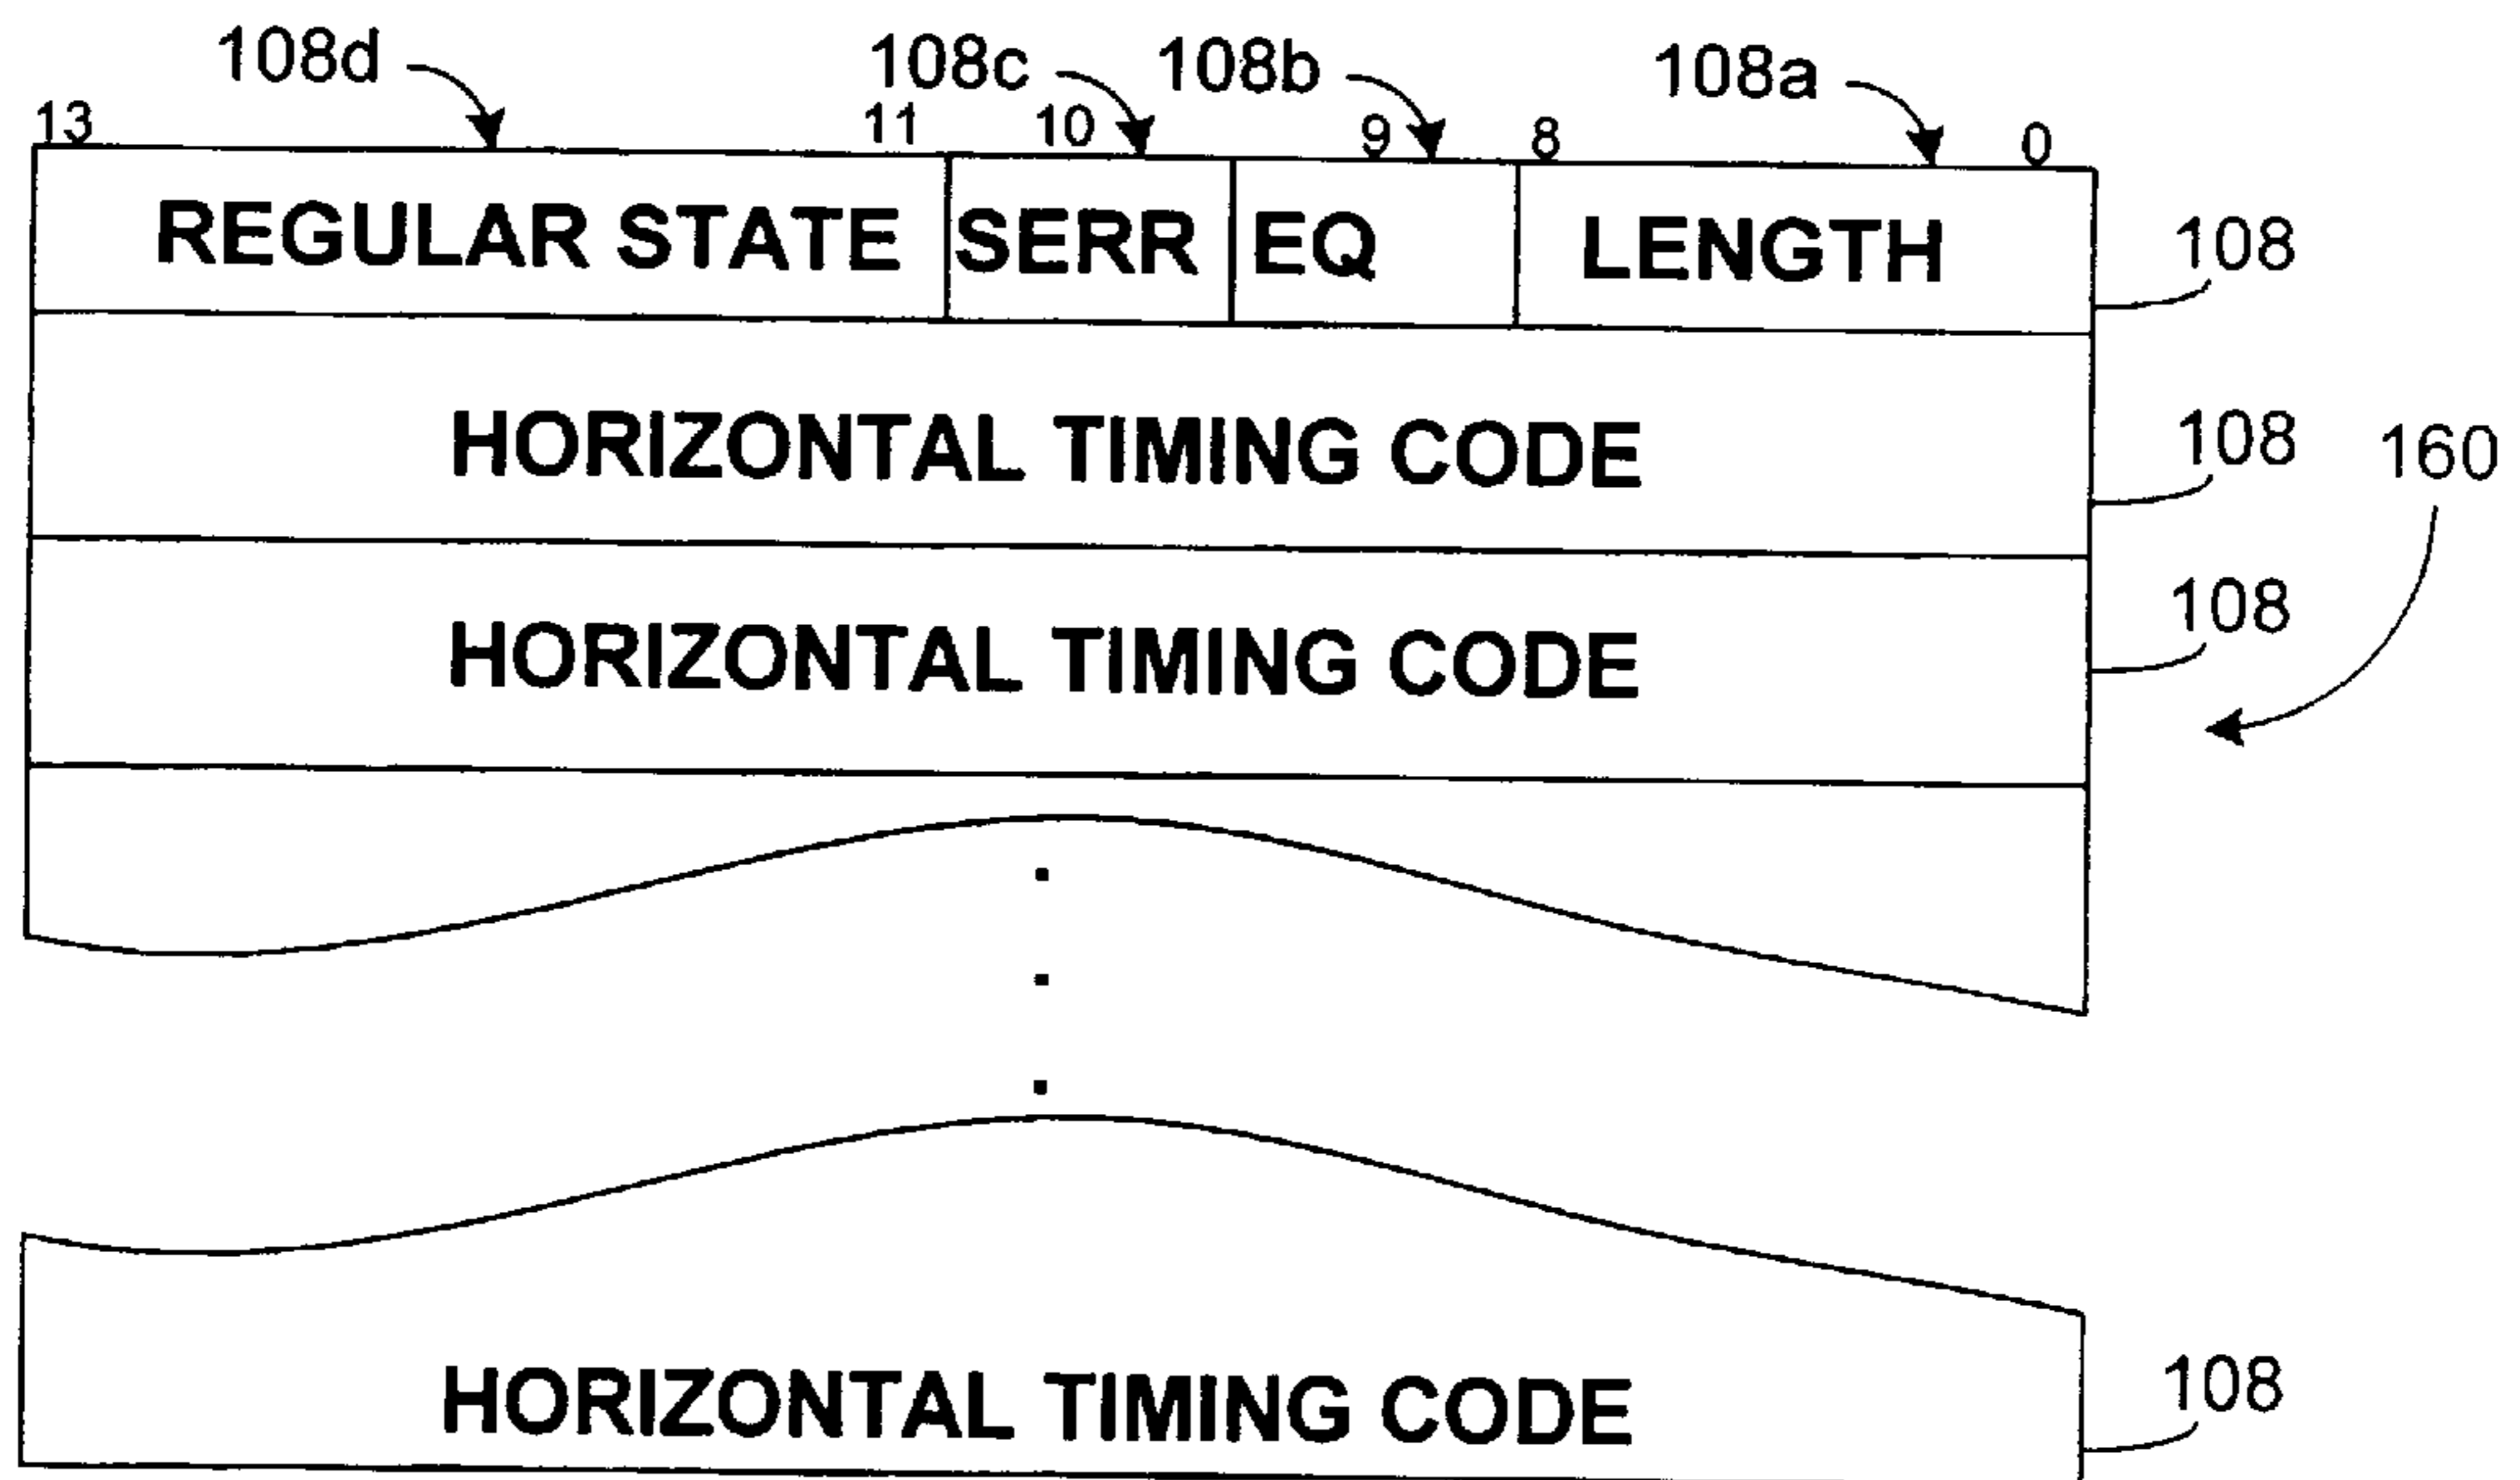 108d 108c 108b 108a
13 11 10 9 8 0
REGULAR STATE SERR EQ LENGTH
108
HORIZONTAL TIMING CODE
108
160
HORIZONTAL TIMING CODE
108
HORIZONTAL TIMING CODE
108